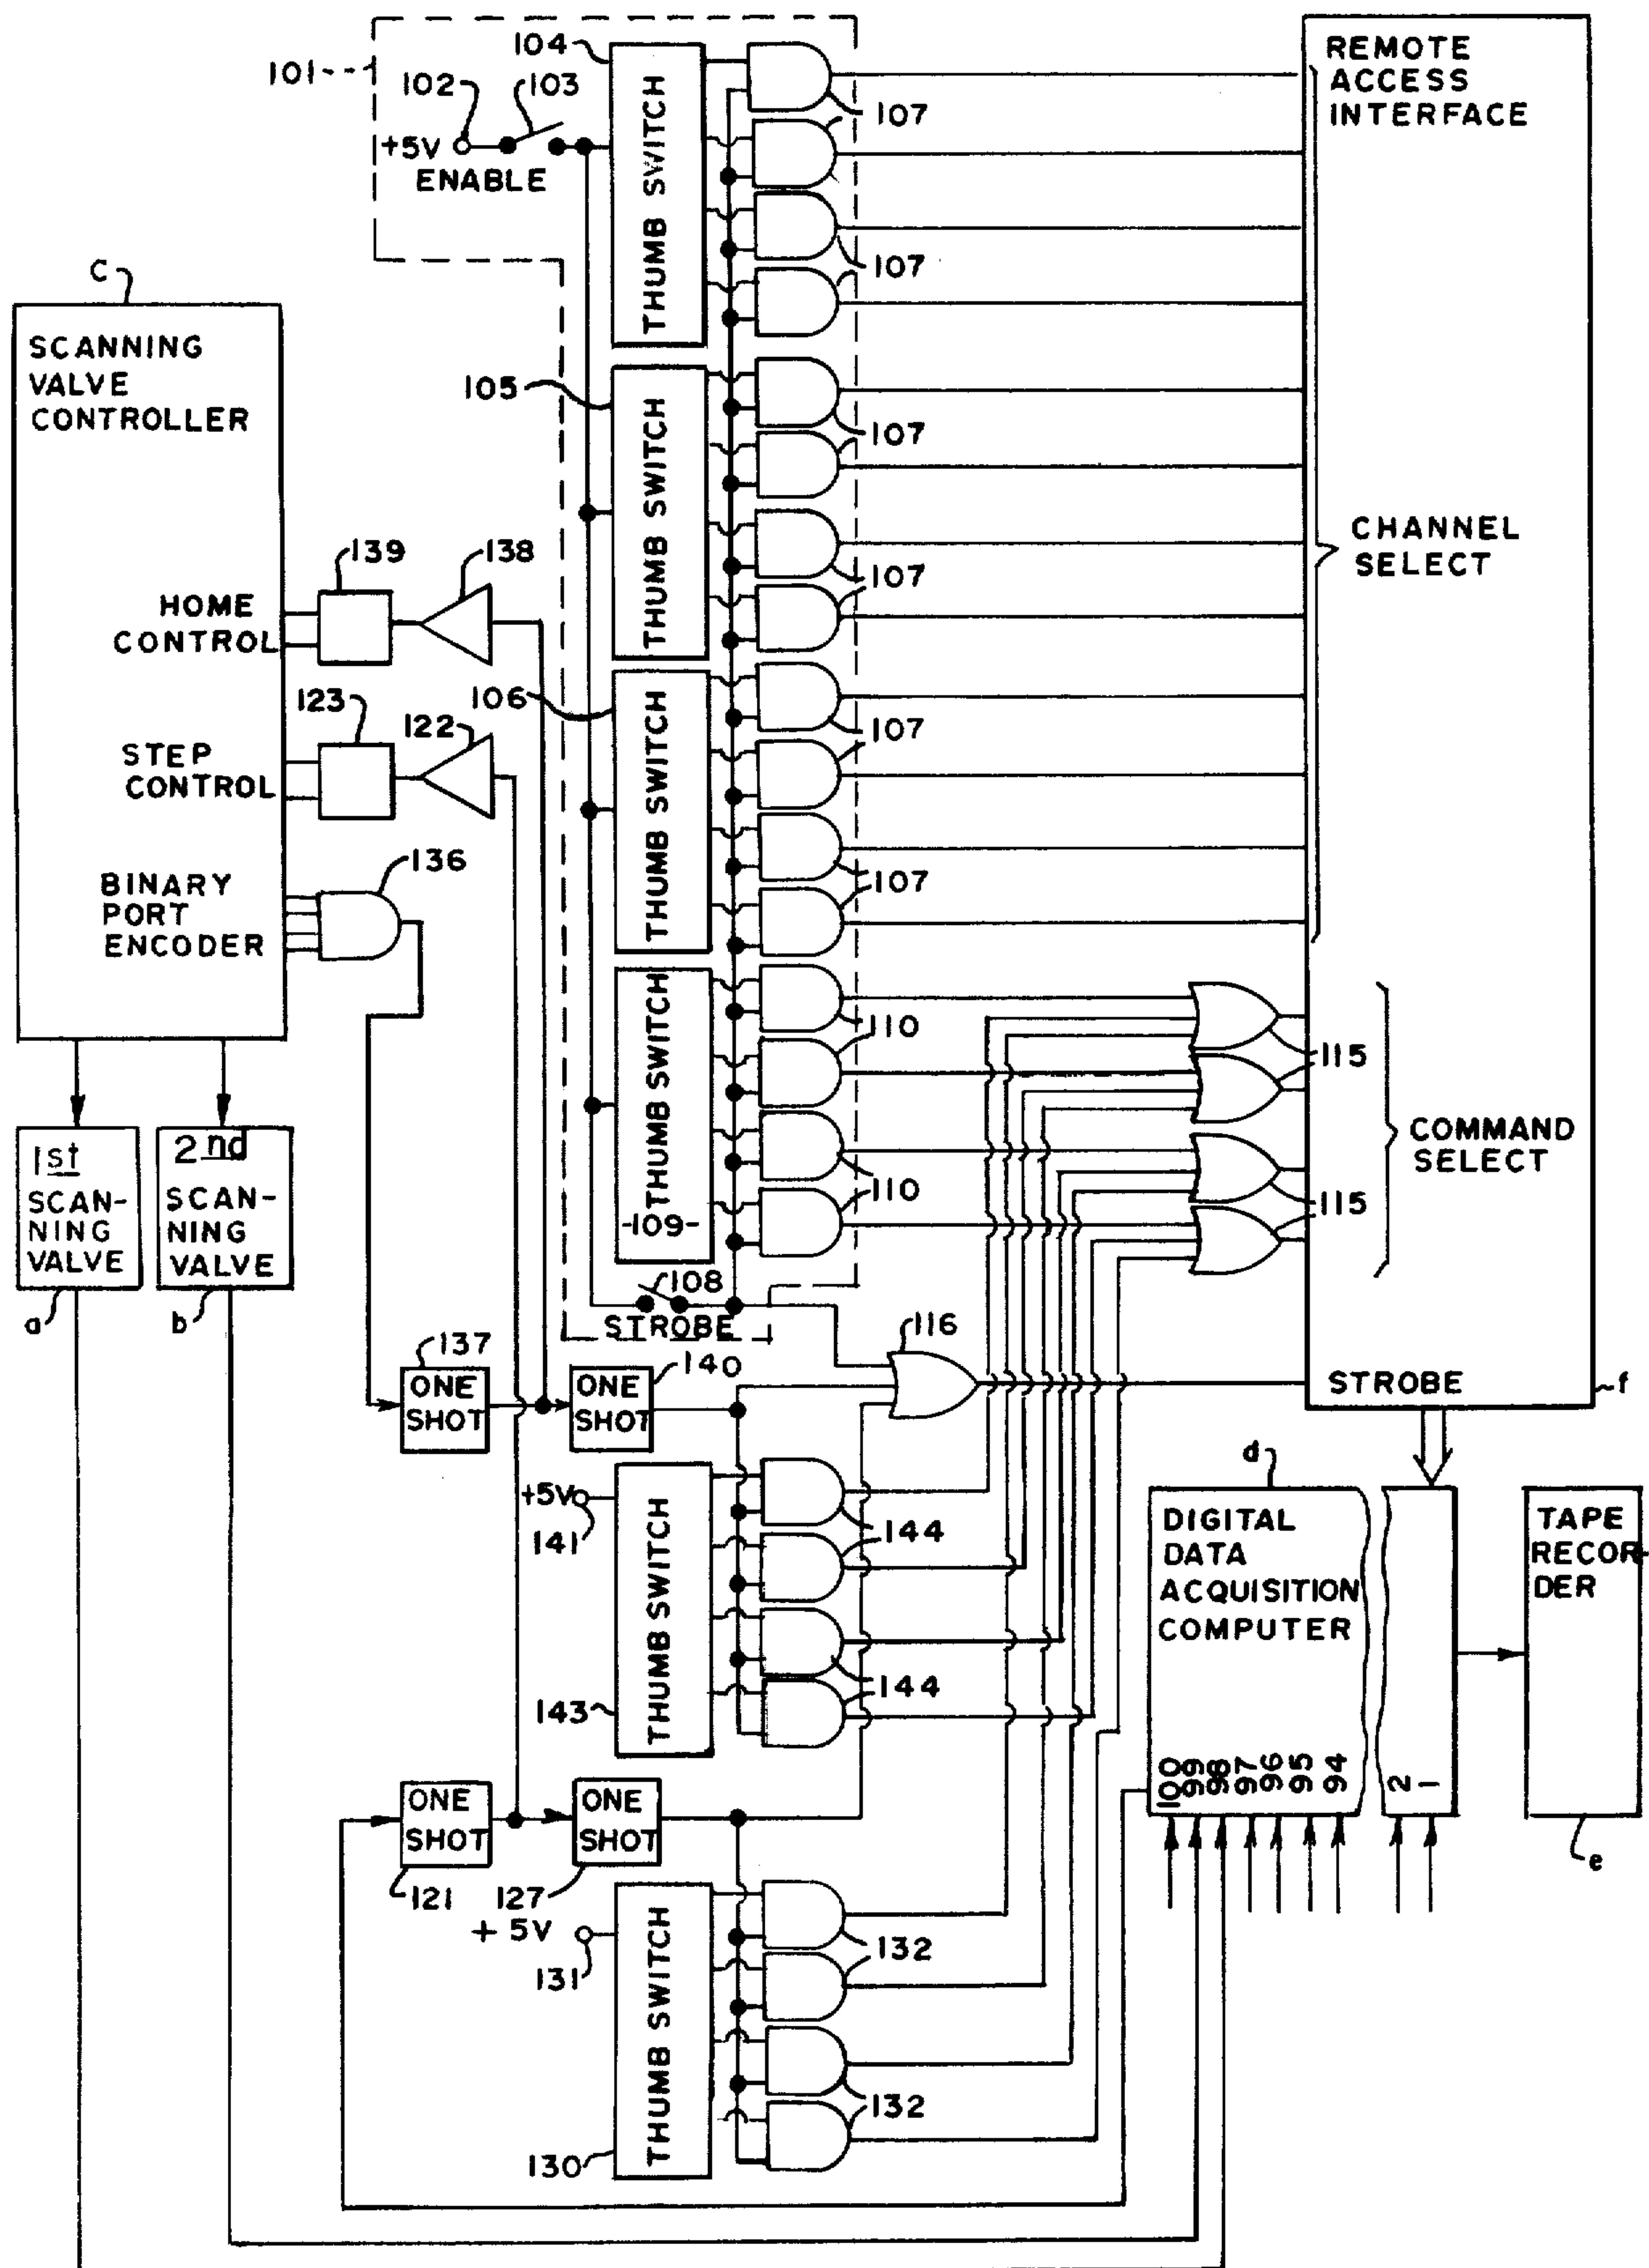 101
102
103
+5V
ENABLE
104
THUMB SWITCH
107
107
107
105
THUMB SWITCH
107
107
107
106
THUMB SWITCH
107
107
THUMB SWITCH
-109-
110
110
108
STROBE
REMOTE
ACCESS
INTERFACE
CHANNEL
SELECT
115
115
COMMAND
SELECT
STROBE
f
C
SCANNING
VALVE
CONTROLLER
HOME
CONTROL
139
138
STEP
CONTROL
123
122
BINARY
PORT
ENCODER
136
1st
SCAN-
NING
VALVE
a
2nd
SCAN-
NING
VALVE
b
137
ONE
SHOT
140
ONE
SHOT
116
+5V
141
THUMB SWITCH
143
144
144
ONE
SHOT
121
ONE
SHOT
127
+ 5V
131
THUMB SWITCH
130
132
132
d
DIGITAL
DATA
ACQUISITION
COMPUTER
100
99
98
97
96
95
94
2
1
TAPE
RECOR-
DER
e